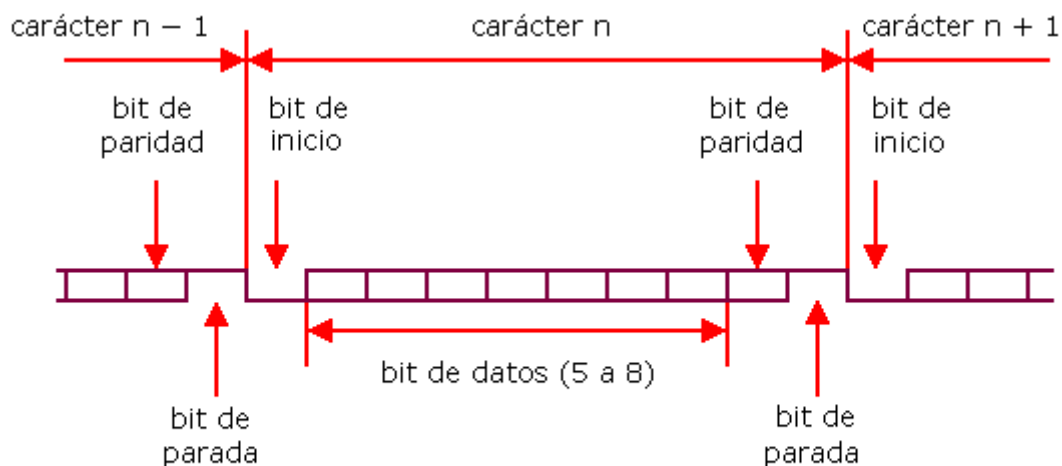 carácter n − 1
carácter n
carácter n + 1
bit de
paridad
bit de
inicio
bit de
paridad
bit de
inicio
bit de datos (5 a 8)
bit de
parada
bit de
parada